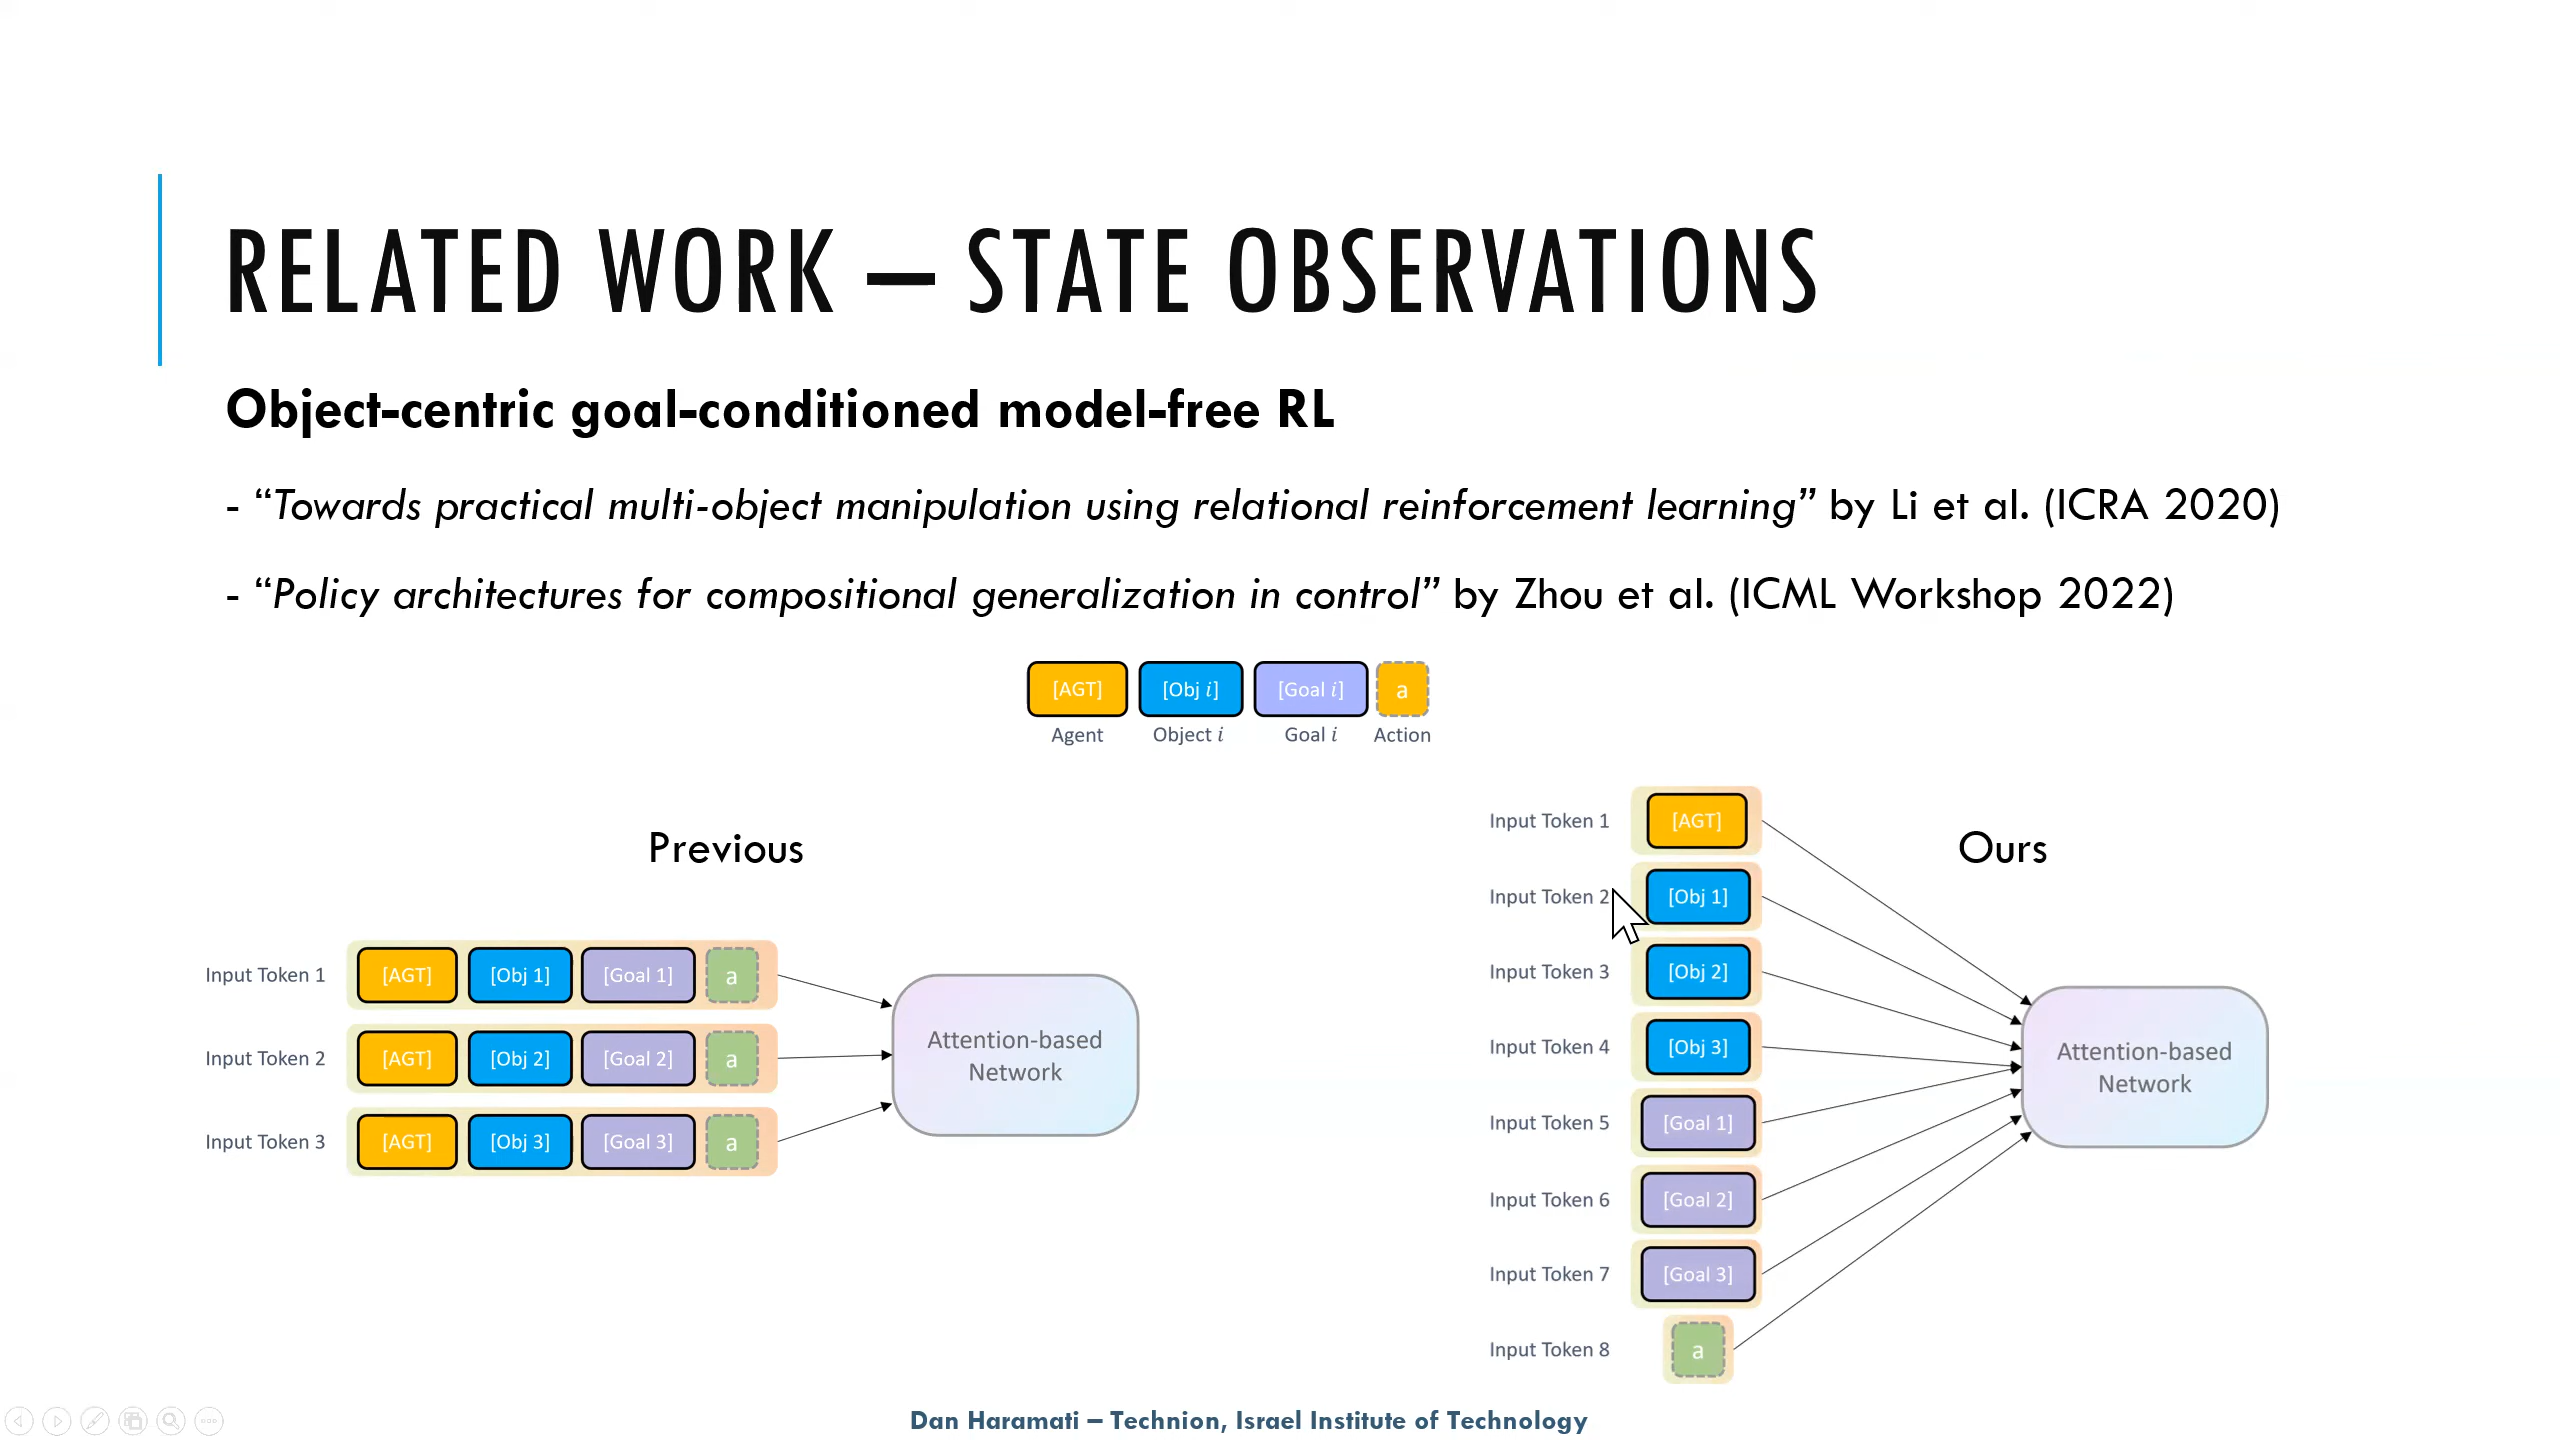 RELATED WORK – STATE OBSERVATIONS
Object-centric goal-conditioned model-free RL
- “Towards practical multi-object manipulation using relational reinforcement learning” by Li et al. (ICRA 2020)
- “Policy architectures for compositional generalization in control” by Zhou et al. (ICML Workshop 2022)
[AGT] [Obj i] [Goal i] a
Agent Object i Goal i Action
Previous
Input Token 1 [AGT] [Obj 1] [Goal 1] a
Input Token 2 [AGT] [Obj 2] [Goal 2] a
Input Token 3 [AGT] [Obj 3] [Goal 3] a
Attention-based
Network
Ours
Input Token 1 [AGT]
Input Token 2 [Obj 1]
Input Token 3 [Obj 2]
Input Token 4 [Obj 3]
Input Token 5 [Goal 1]
Input Token 6 [Goal 2]
Input Token 7 [Goal 3]
Input Token 8 a
Attention-based
Network
Dan Haramati – Technion, Israel Institute of Technology